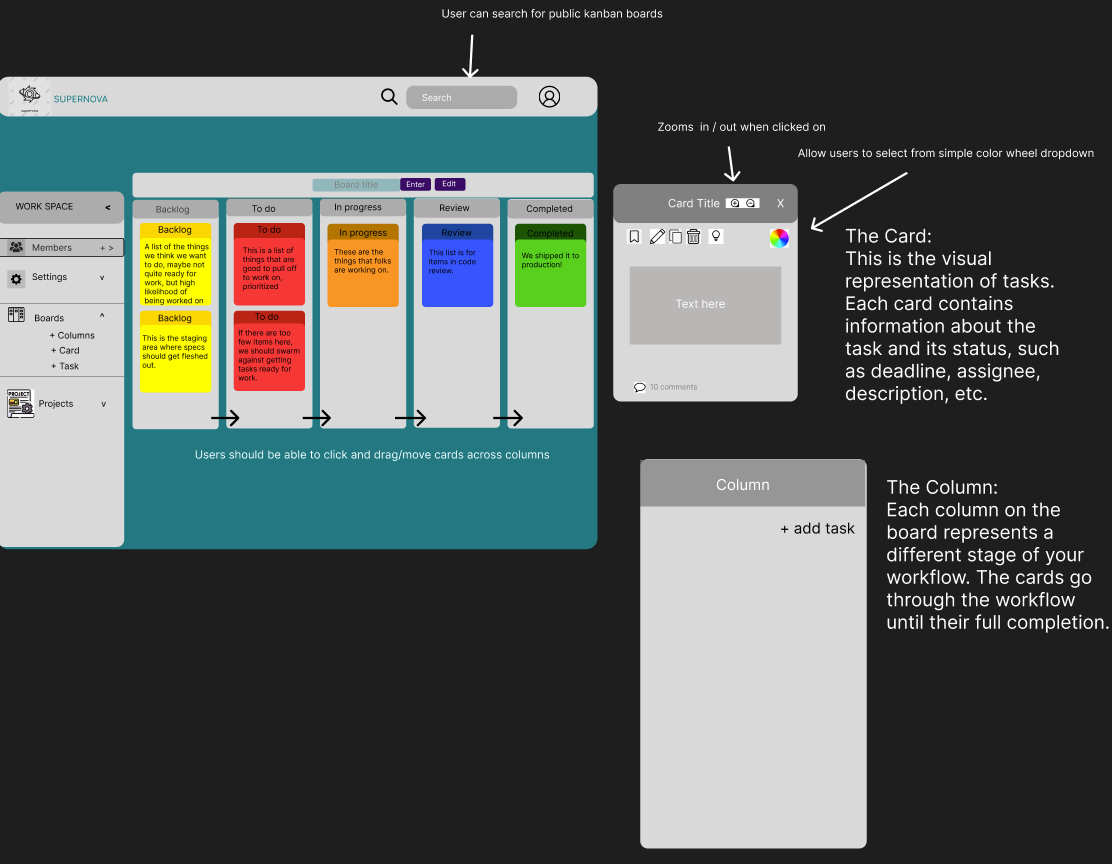 User can search for public kanban boards
SUPERNOVA
Search
Zooms in / out when clicked on
Allow users to select from simple color wheel dropdown
WORK SPACE <
Members + >
Settings v
Boards ^
+ Columns
+ Card
+ Task
PROJECT
Projects v
Board title Enter Edit
Backlog
To do
In progress
Review
Completed
Backlog
A list of the things
we think we want
to do, maybe not
quite ready for
work, but high
likelihood of
being worked on
Backlog
This is the staging
area where specs
should get fleshed
out.
To do
This is a list of
things that are
good to pull off
to work on,
prioritized
To do
If there are too
few items here,
we should swarm
against getting
tasks ready for
work.
In progress
These are the
things that folks
are working on.
Review
This list is for
items in code
review.
Completed
We shipped it to
production!
Users should be able to click and drag/move cards across columns
Card Title X
Text here
10 comments
The Card:
This is the visual
representation of tasks.
Each card contains
information about the
task and its status, such
as deadline, assignee,
description, etc.
Column
+ add task
The Column:
Each column on the
board represents a
different stage of your
workflow. The cards go
through the workflow
until their full completion.